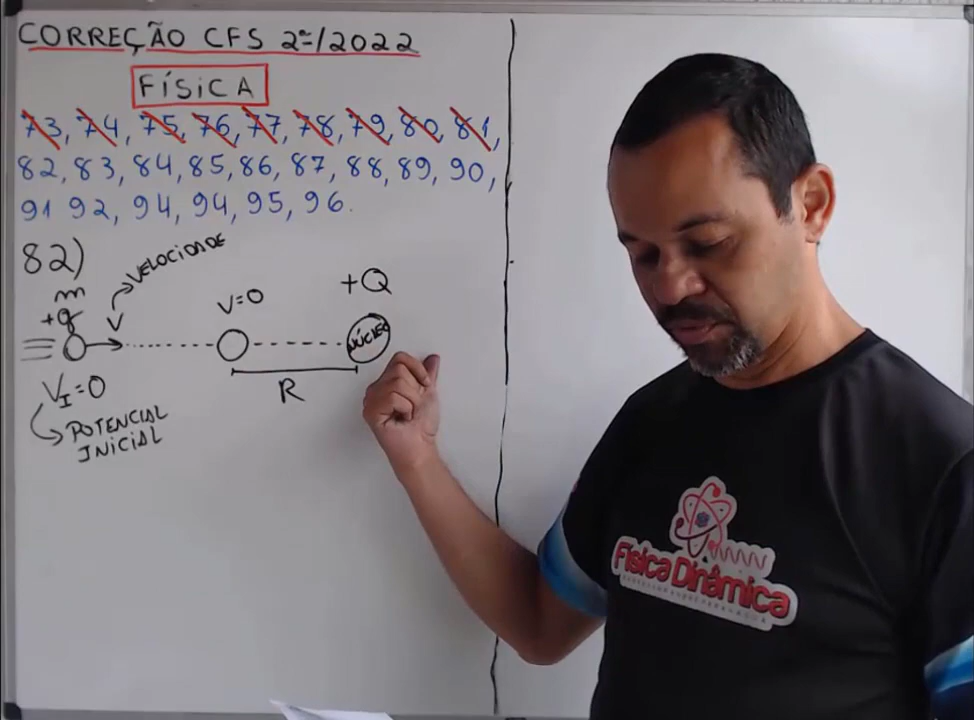 CORREÇÃO CFS 2º/2022
FÍSICA
73, 74, 75, 76, 77, 78, 79, 80, 81,
82, 83, 84, 85, 86, 87, 88, 89, 90,
91 92, 94, 94, 95, 96.
82)
VELOCIDADE
m
+q
V
V=0
+Q
NÚCLEO
R
VI=0
POTENCIAL
INICIAL
Física Dinâmica